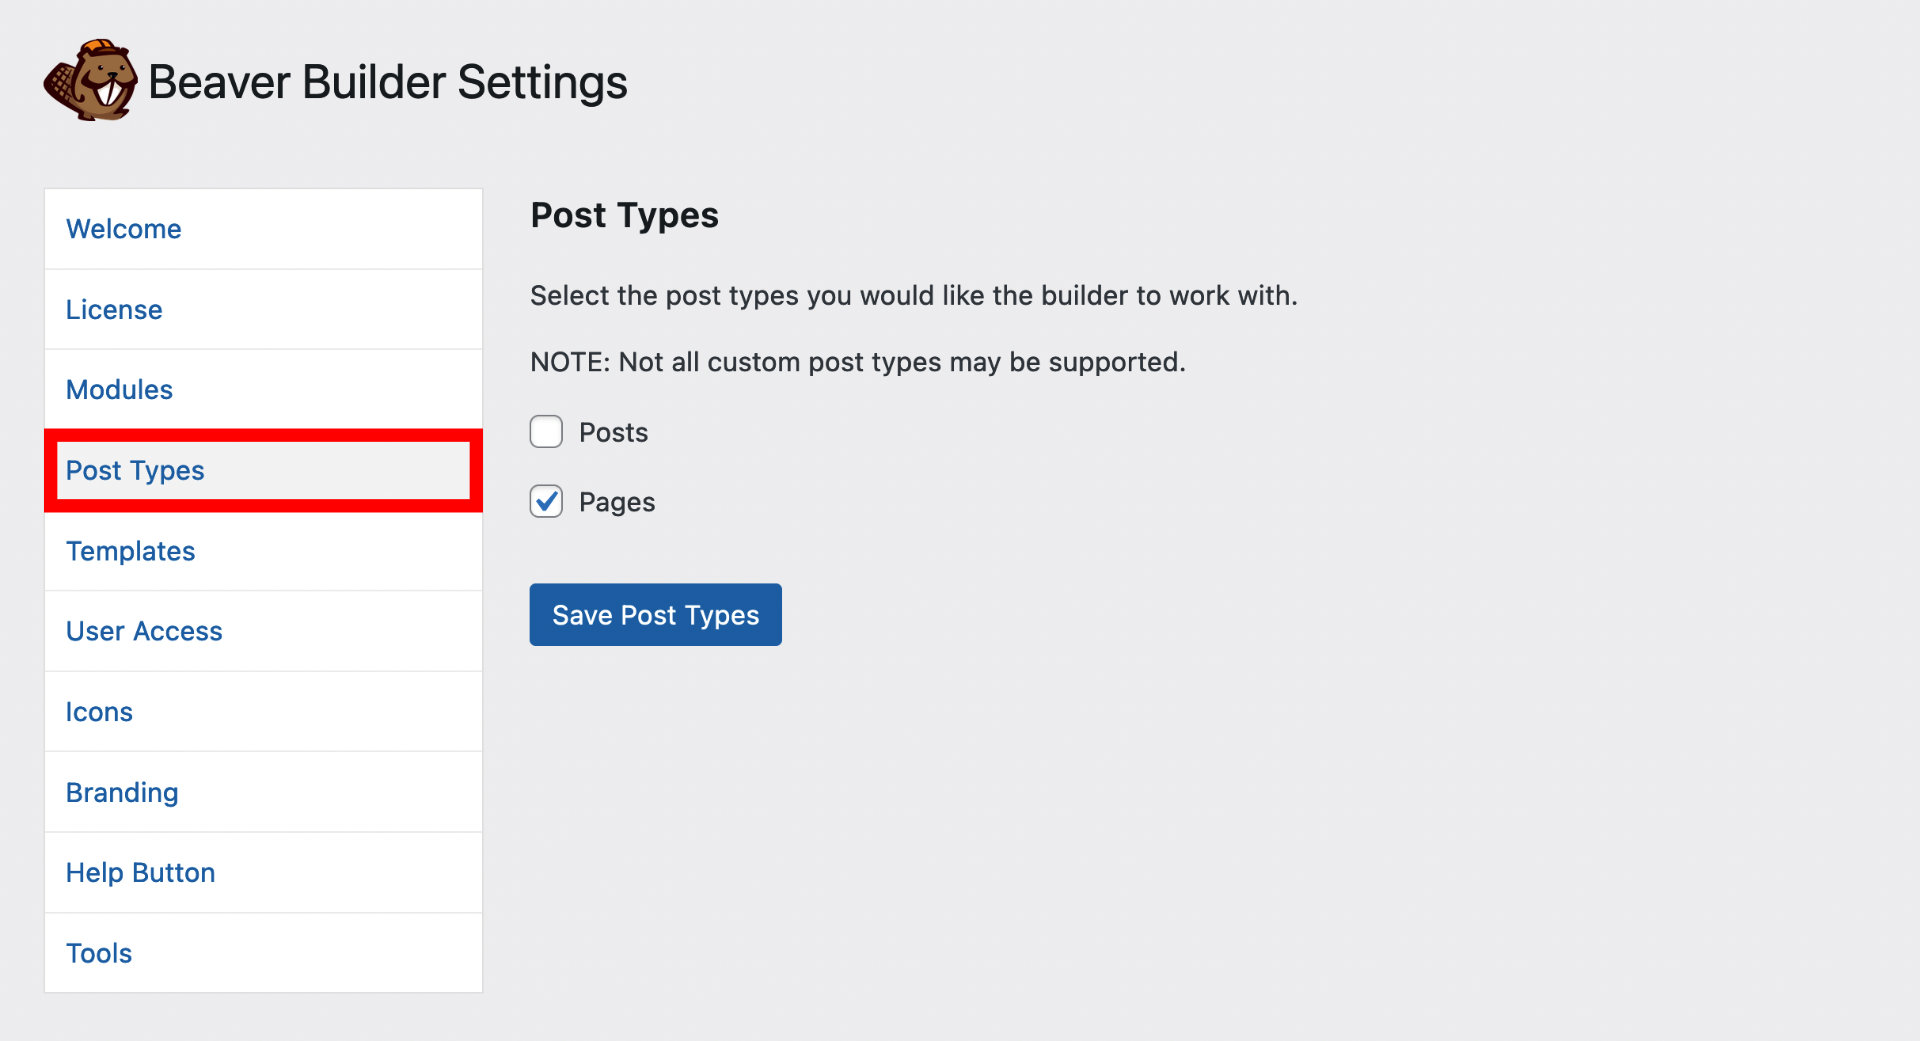 Beaver Builder Settings
Welcome
License
Modules
Post Types
Templates
User Access
Icons
Branding
Help Button
Tools
Post Types
Select the post types you would like the builder to work with.
NOTE: Not all custom post types may be supported.
Posts
Pages
Save Post Types